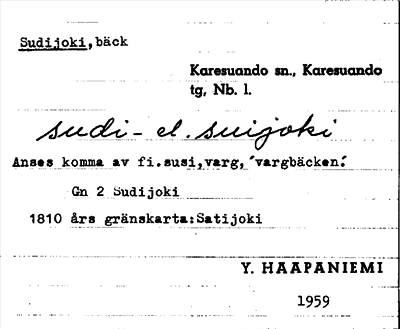 Sudijoki, bäck
Karesuando sn., Karesuando
tg, Nb. l.
sudi- el. suijoki
Anses komma av fi.susi,varg, ´vargbäcken´.
Gn 2 Sudijoki
1810 års gränskarta:Satijoki
Y. HAAPANIEMI
1959